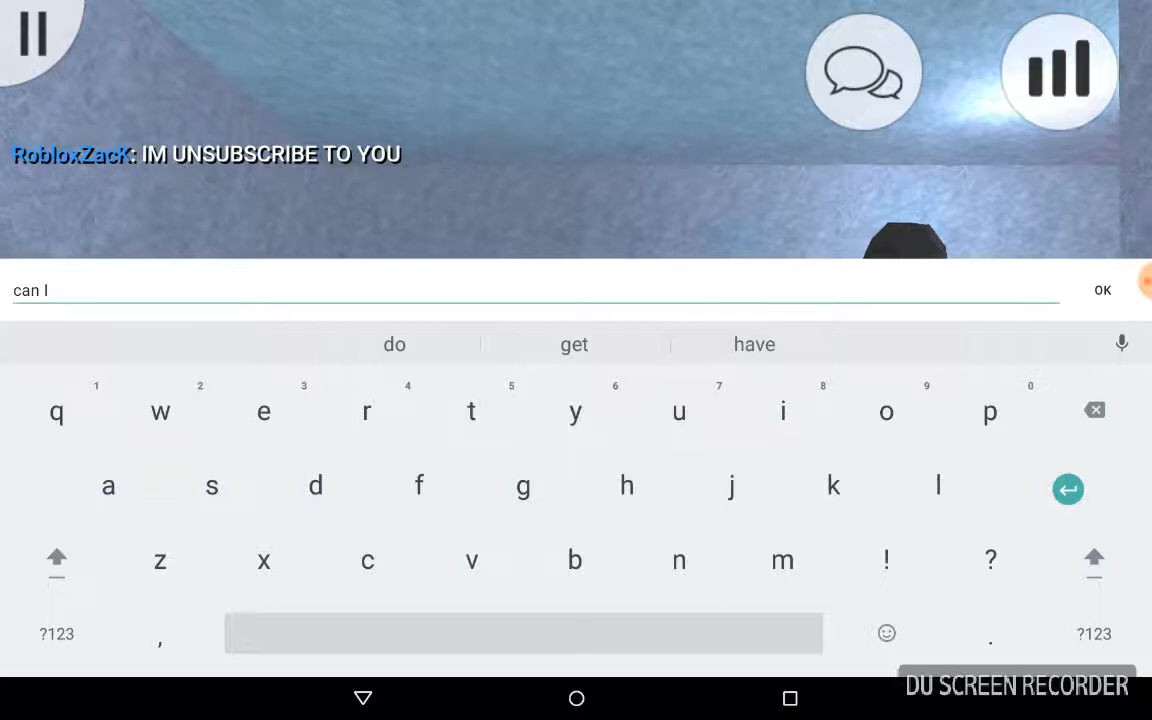 RobloxZacK: IM UNSUBSCRIBE TO YOU
can I
OK
do get have
1 2 3 4 5 6 7 8 9 0
q w e r t y u i o p
a s d f g h j k l
z x c v b n m ! ?
?123 , . ?123
DU SCREEN RECORDER